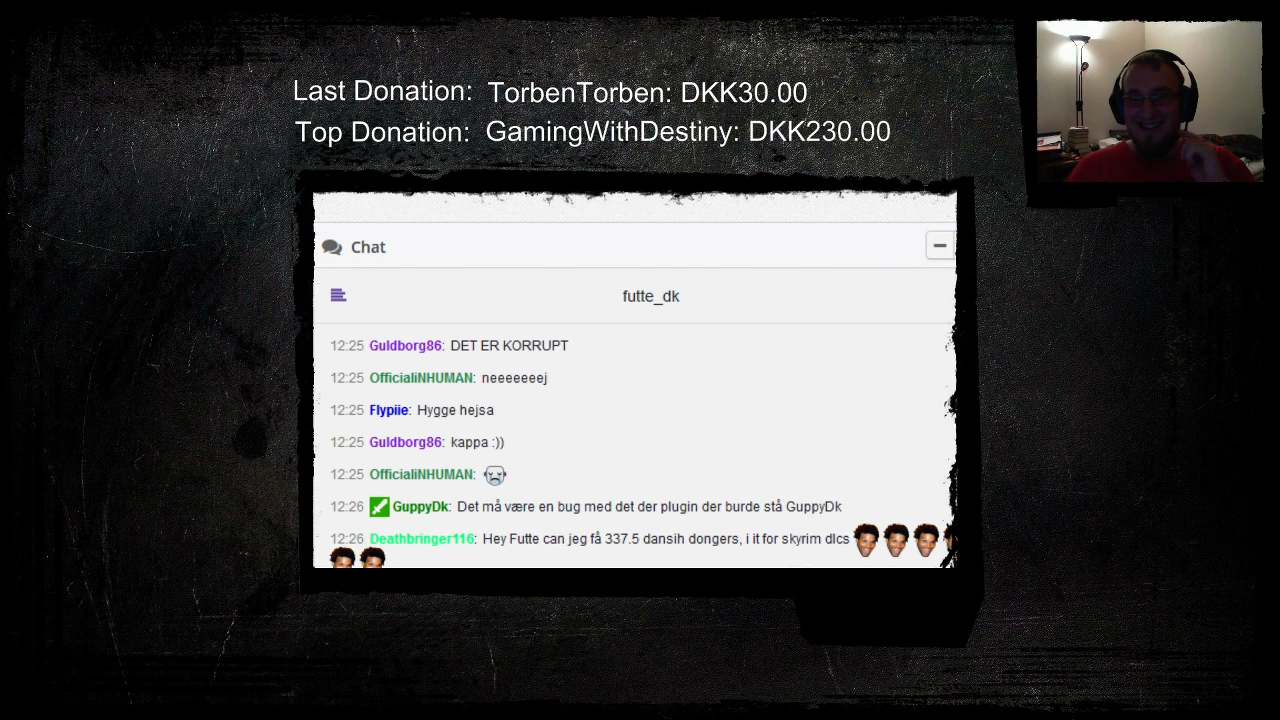 Last Donation: TorbenTorben: DKK30.00
Top Donation: GamingWithDestiny: DKK230.00
Chat
futte_dk
12:25 Guldborg86: DET ER KORRUPT
12:25 OfficialiNHUMAN: neeeeeeej
12:25 Flypiie: Hygge hejsa
12:25 Guldborg86: kappa :))
12:25 OfficialiNHUMAN:
12:26 GuppyDk: Det må være en bug med det der plugin der burde stå GuppyDk
12:26 Deathbringer116: Hey Futte can jeg få 337.5 dansih dongers, i it for skyrim dlcs